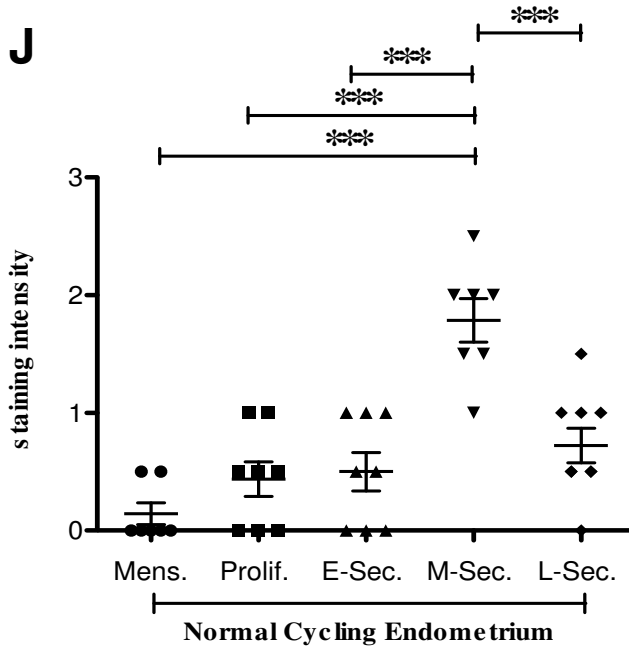 J
***
***
***
***
3
2
1
0
staining intensity
Mens. Prolif. E-Sec. M-Sec. L-Sec.
Normal Cycling Endometrium